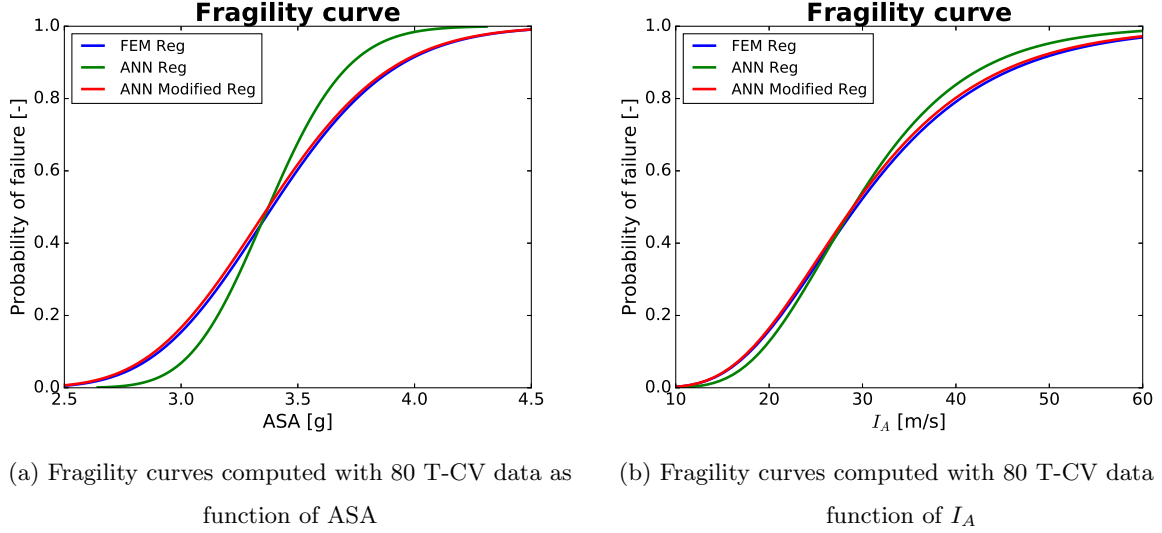 Fragility curve
FEM Reg
ANN Reg
ANN Modified Reg
Probability of failure [-]
1.0
0.8
0.6
0.4
0.2
0.0
2.5 3.0 3.5 4.0 4.5
ASA [g]
(a) Fragility curves computed with 80 T-CV data as
function of ASA
Fragility curve
FEM Reg
ANN Reg
ANN Modified Reg
Probability of failure [-]
1.0
0.8
0.6
0.4
0.2
0.0
10 20 30 40 50 60
I_A [m/s]
(b) Fragility curves computed with 80 T-CV data
function of I_A